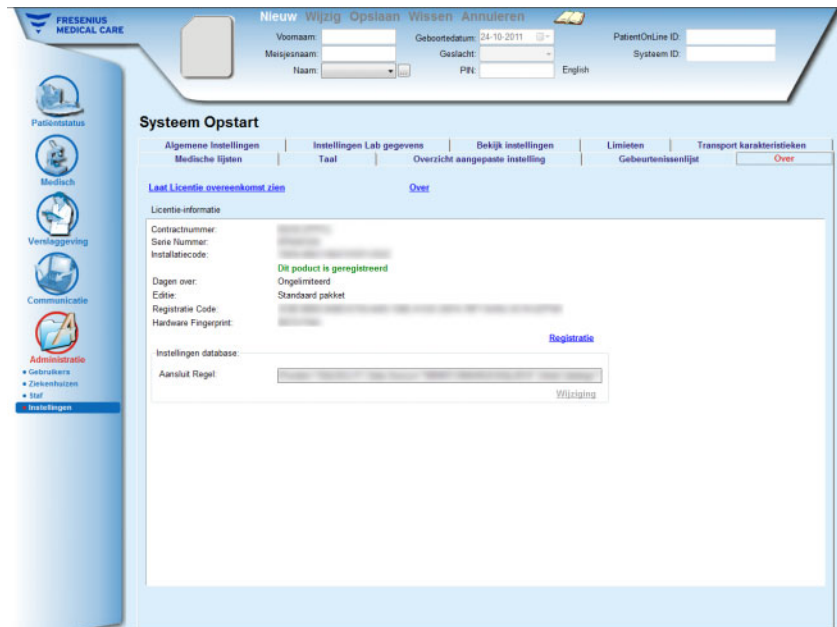 FRESENIUS
MEDICAL CARE
Nieuw Wijzig Opslaan Wissen Annuleren
Voornaam: Geboortedatum: 24-10-2011 PatientOnLine ID:
Meisjesnaam: Geslacht: Systeem ID:
Naam: ... PIN: English
Patiëntstatus
Medisch
Verslaggeving
Communicatie
Administratie
Gebruikers
Ziekenhuizen
Staf
Instellingen
Systeem Opstart
Algemene Instellingen Instellingen Lab gegevens Bekijk instellingen Limieten Transport karakteristieken
Medische lijsten Taal Overzicht aangepaste instelling Gebeurtenissenlijst Over
Laat Licentie overeenkomst zien Over
Licentie-informatie
Contractnummer:
Serie Nummer:
Installatiecode:
Dit poduct is geregistreerd
Dagen over: Ongelimiteerd
Editie: Standaard pakket
Registratie Code:
Hardware Fingerprint:
Registratie
Instellingen database:
Aansluit Regel:
Wijziging